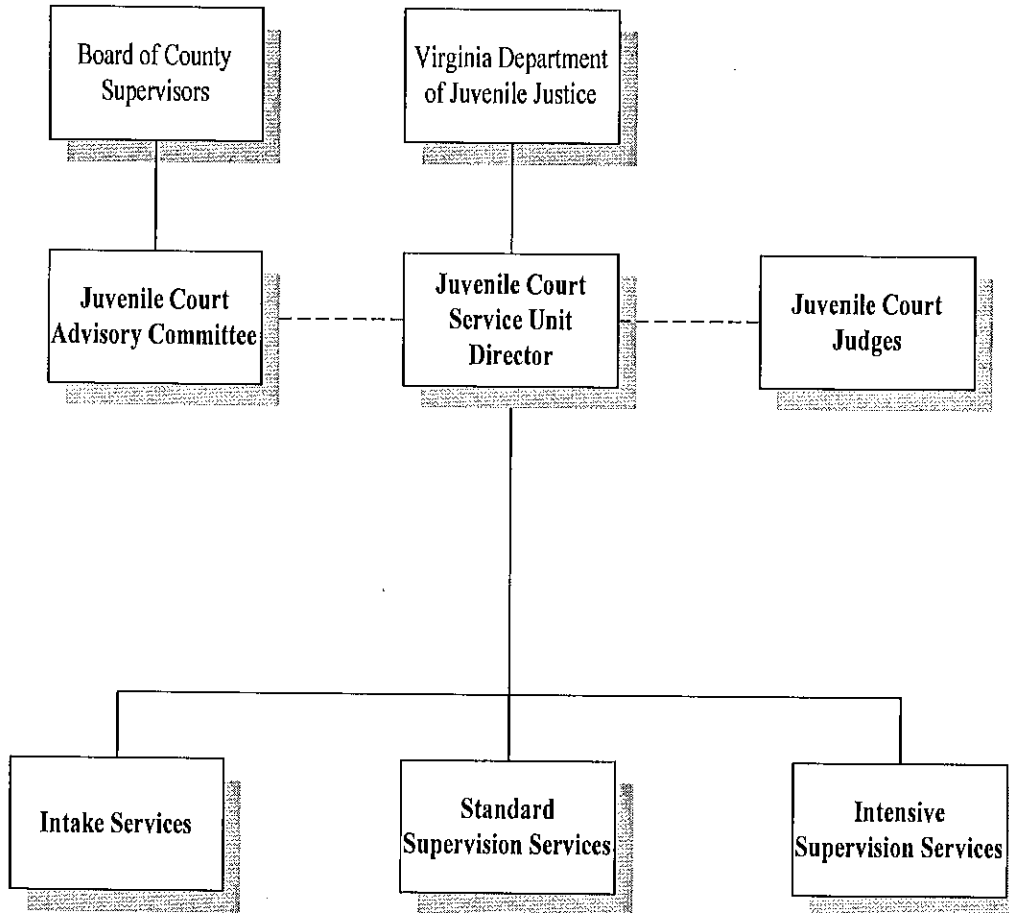 Board of County
Supervisors
Virginia Department
of Juvenile Justice
Juvenile Court
Advisory Committee
Juvenile Court
Service Unit
Director
Juvenile Court
Judges
Intake Services
Standard
Supervision Services
Intensive
Supervision Services